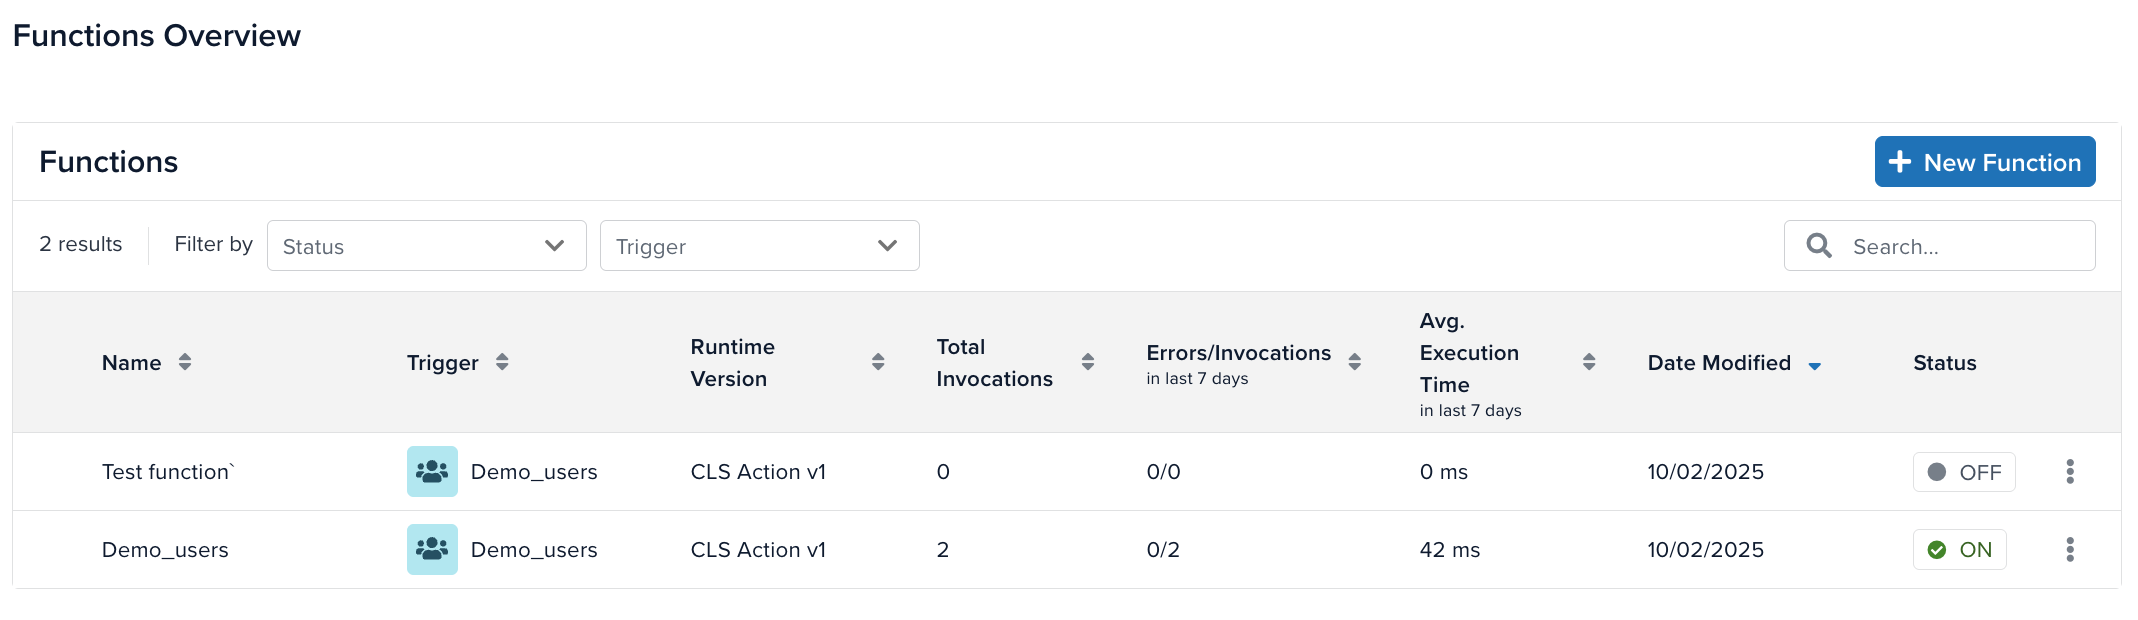 Functions Overview
Functions
New Function
2 results
Filter by
Status
Trigger
Search...
Name
Trigger
Runtime
Version
Total
Invocations
Errors/Invocations
in last 7 days
Avg.
Execution
Time
in last 7 days
Date Modified
Status
Test function` Demo_users CLS Action v1 0 0/0 0 ms 10/02/2025 OFF
Demo_users Demo_users CLS Action v1 2 0/2 42 ms 10/02/2025 ON